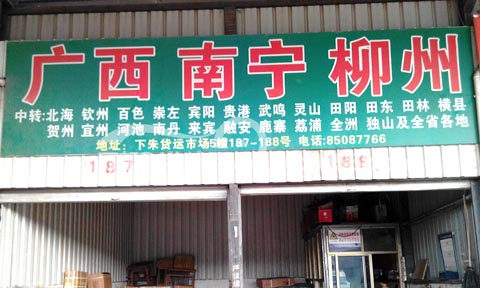 广西 南宁 柳州
中转:北海 钦州 百色 崇左 宾阳 贵港 武鸣 灵山 田阳 田东 田林 横县
贺州 宜州 河池 南丹 来宾 融安 鹿寨 荔浦 全洲 独山及全省各地
地址: 下朱货运市场5幢187-188号 电话:85087766
187 188